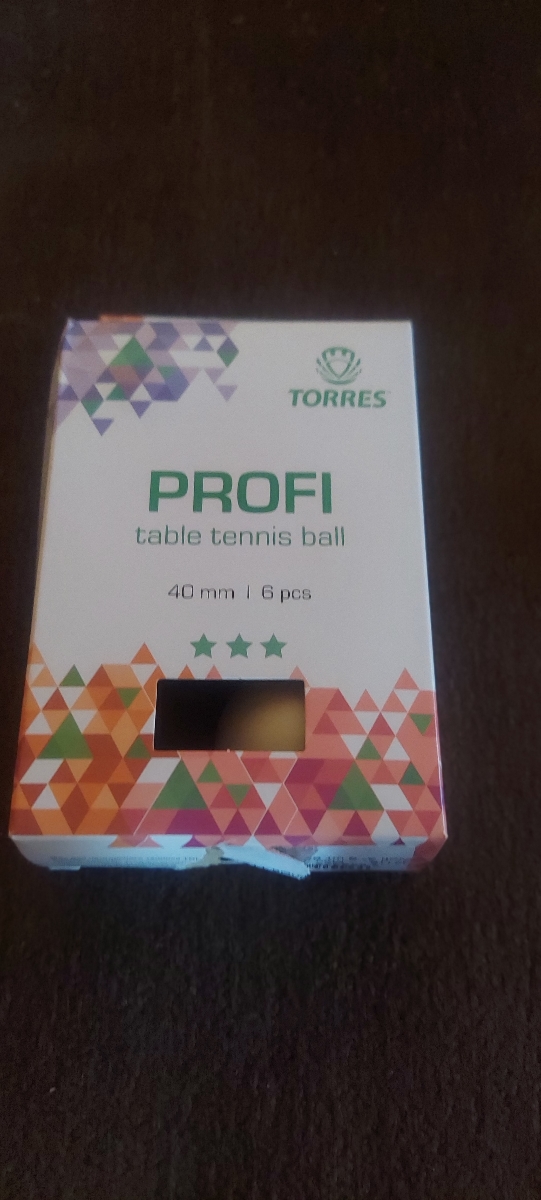 TORRES
PROFI
table tennis ball
40 mm | 6 pcs